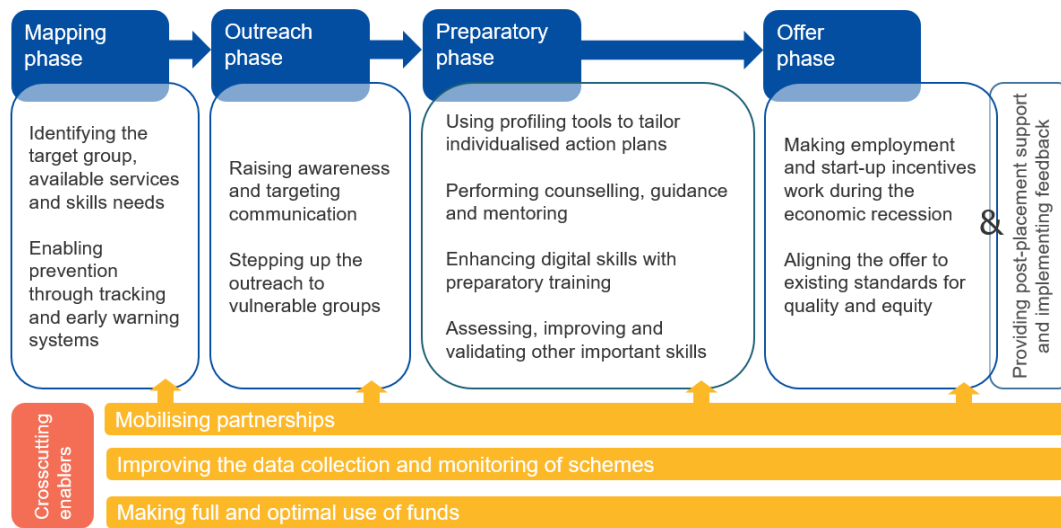 Mapping
phase
Outreach
phase
Preparatory
phase
Offer
phase
Identifying the
target group,
available services
and skills needs
Enabling
prevention
through tracking
and early warning
systems
Raising awareness
and targeting
communication
Stepping up the
outreach to
vulnerable groups
Using profiling tools to tailor
individualised action plans
Performing counselling, guidance
and mentoring
Enhancing digital skills with
preparatory training
Assessing, improving and
validating other important skills
Making employment
and start-up incentives
work during the
economic recession
Aligning the offer to
existing standards for
quality and equity
&
Providing post-placement support
and implementing feedback
Crosscutting
enablers
Mobilising partnerships
Improving the data collection and monitoring of schemes
Making full and optimal use of funds